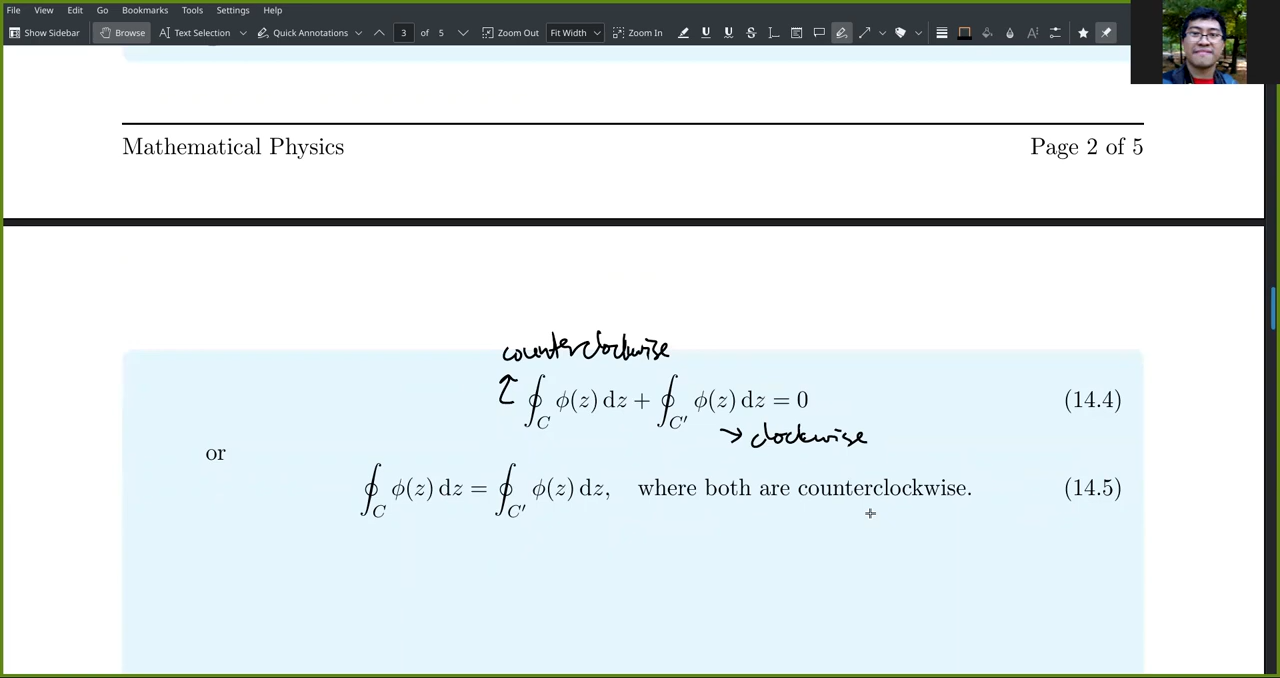 File View Edit Go Bookmarks Tools Settings Help
Show Sidebar Browse Text Selection Quick Annotations 3 of 5 Zoom Out Fit Width Zoom In
Mathematical Physics Page 2 of 5
counterclockwise
∮_C ϕ(z) dz + ∮_{C′} ϕ(z) dz = 0 (14.4)
→ clockwise
or
∮_C ϕ(z) dz = ∮_{C′} ϕ(z) dz, where both are counterclockwise. (14.5)